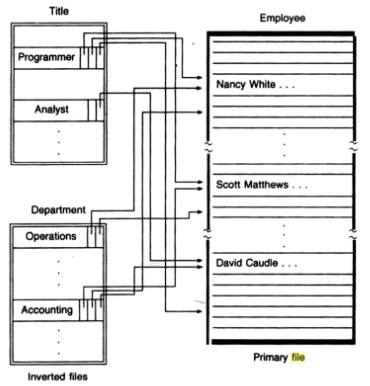 Title
Employee
Programmer
Nancy White . . .
Analyst
Scott Matthews . . .
Department
Operations
David Caudle . . .
Accounting
Primary file
Inverted files